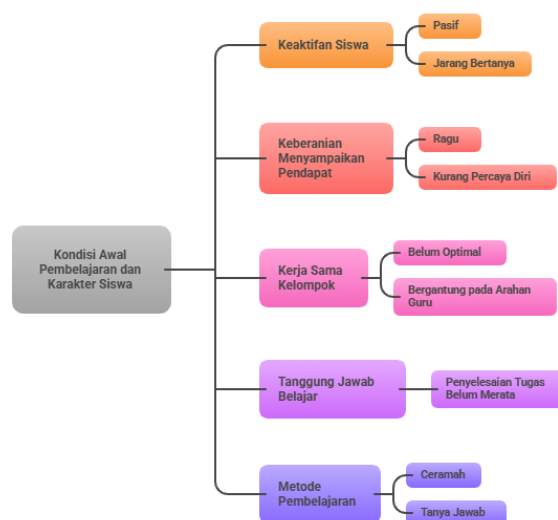 Kondisi Awal
Pembelajaran dan
Karakter Siswa
Keaktifan Siswa
Pasif
Jarang Bertanya
Keberanian
Menyampaikan
Pendapat
Ragu
Kurang Percaya Diri
Kerja Sama
Kelompok
Belum Optimal
Bergantung pada Arahan
Guru
Tanggung Jawab
Belajar
Penyelesaian Tugas
Belum Merata
Metode
Pembelajaran
Ceramah
Tanya Jawab